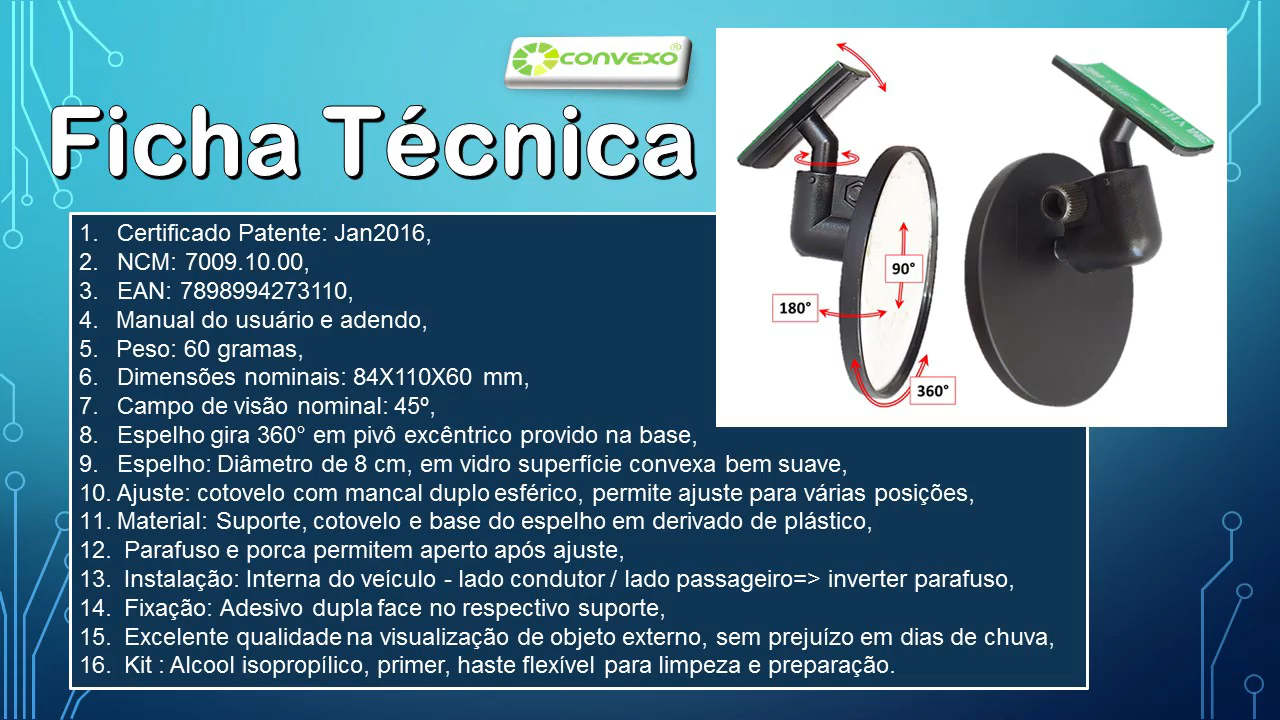 CONVEXO®
Ficha Técnica
90°
180°
360°
1. Certificado Patente: Jan2016,
2. NCM: 7009.10.00,
3. EAN: 7898994273110,
4. Manual do usuário e adendo,
5. Peso: 60 gramas,
6. Dimensões nominais: 84X110X60 mm,
7. Campo de visão nominal: 45º,
8. Espelho gira 360° em pivô excêntrico provido na base,
9. Espelho: Diâmetro de 8 cm, em vidro superfície convexa bem suave,
10. Ajuste: cotovelo com mancal duplo esférico, permite ajuste para várias posições,
11. Material: Suporte, cotovelo e base do espelho em derivado de plástico,
12. Parafuso e porca permitem aperto após ajuste,
13. Instalação: Interna do veículo - lado condutor / lado passageiro=> inverter parafuso,
14. Fixação: Adesivo dupla face no respectivo suporte,
15. Excelente qualidade na visualização de objeto externo, sem prejuízo em dias de chuva,
16. Kit : Alcool isopropílico, primer, haste flexível para limpeza e preparação.